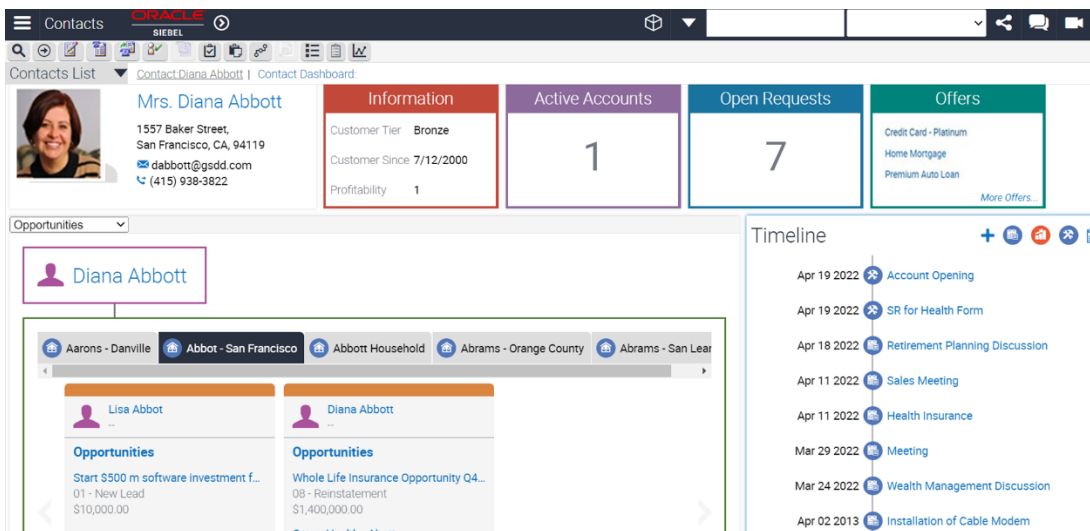 Contacts
ORACLE
SIEBEL
Contacts List
Contact:Diana Abbott | Contact Dashboard:
Mrs. Diana Abbott
1557 Baker Street,
San Francisco, CA, 94119
dabbott@gsdd.com
(415) 938-3822
Information
Customer Tier Bronze
Customer Since 7/12/2000
Profitability 1
Active Accounts
1
Open Requests
7
Offers
Credit Card - Platinum
Home Mortgage
Premium Auto Loan
More Offers...
Opportunities
Diana Abbott
Aarons - Danville
Abbot - San Francisco
Abbott Household
Abrams - Orange County
Abrams - San Lear
Lisa Abbot
--
Opportunities
Start $500 m software investment f...
01 - New Lead
$10,000.00
Diana Abbott
--
Opportunities
Whole Life Insurance Opportunity Q4...
08 - Reinstatement
$1,400,000.00
Timeline
Apr 19 2022 Account Opening
Apr 19 2022 SR for Health Form
Apr 18 2022 Retirement Planning Discussion
Apr 11 2022 Sales Meeting
Apr 11 2022 Health Insurance
Mar 29 2022 Meeting
Mar 24 2022 Wealth Management Discussion
Apr 02 2013 Installation of Cable Modem